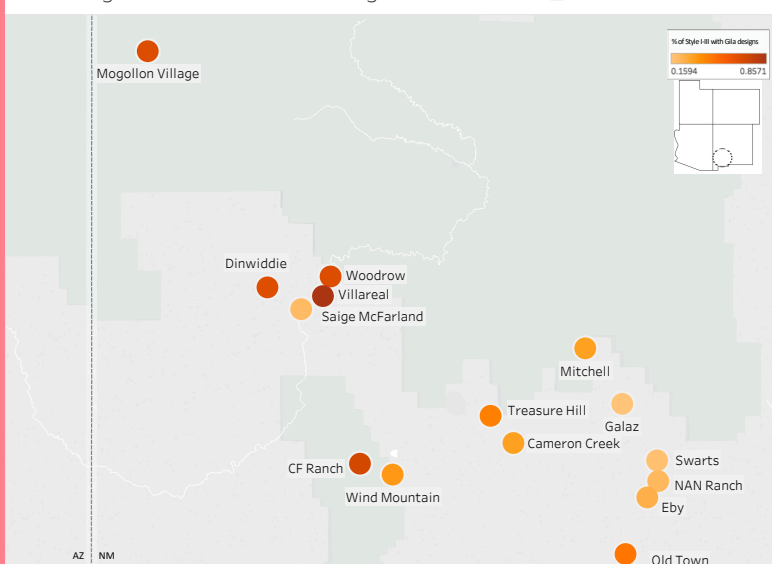 % of Style I-III with Gila designs
0.1594 0.8571
Mogollon Village
Dinwiddie
Woodrow
Villareal
Saige McFarland
Mitchell
Treasure Hill
Galaz
Cameron Creek
CF Ranch
Swarts
Wind Mountain
NAN Ranch
Eby
AZ NM
Old Town